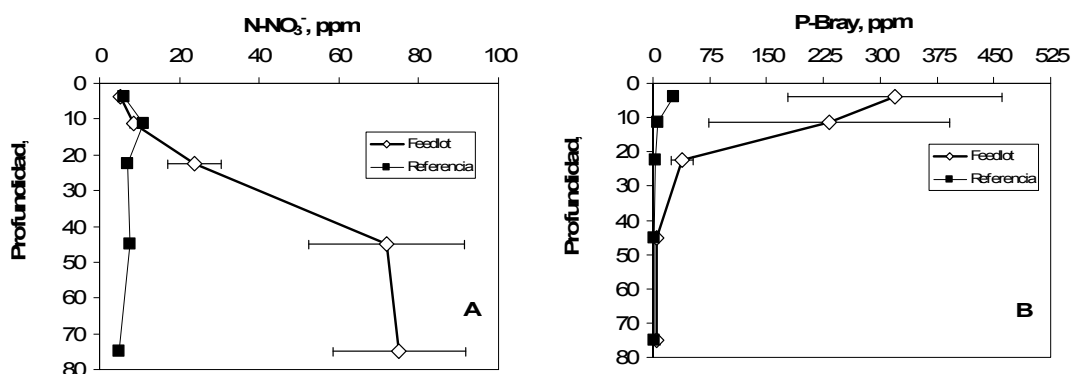 N-NO₃⁻, ppm
0 20 40 60 80 100
0
10
20
30
40
50
60
70
80
Profundidad,
Feedlot
Referencia
A
P-Bray, ppm
0 75 150 225 300 375 450 525
0
10
20
30
40
50
60
70
80
Profundidad,
Feedlot
Referencia
B